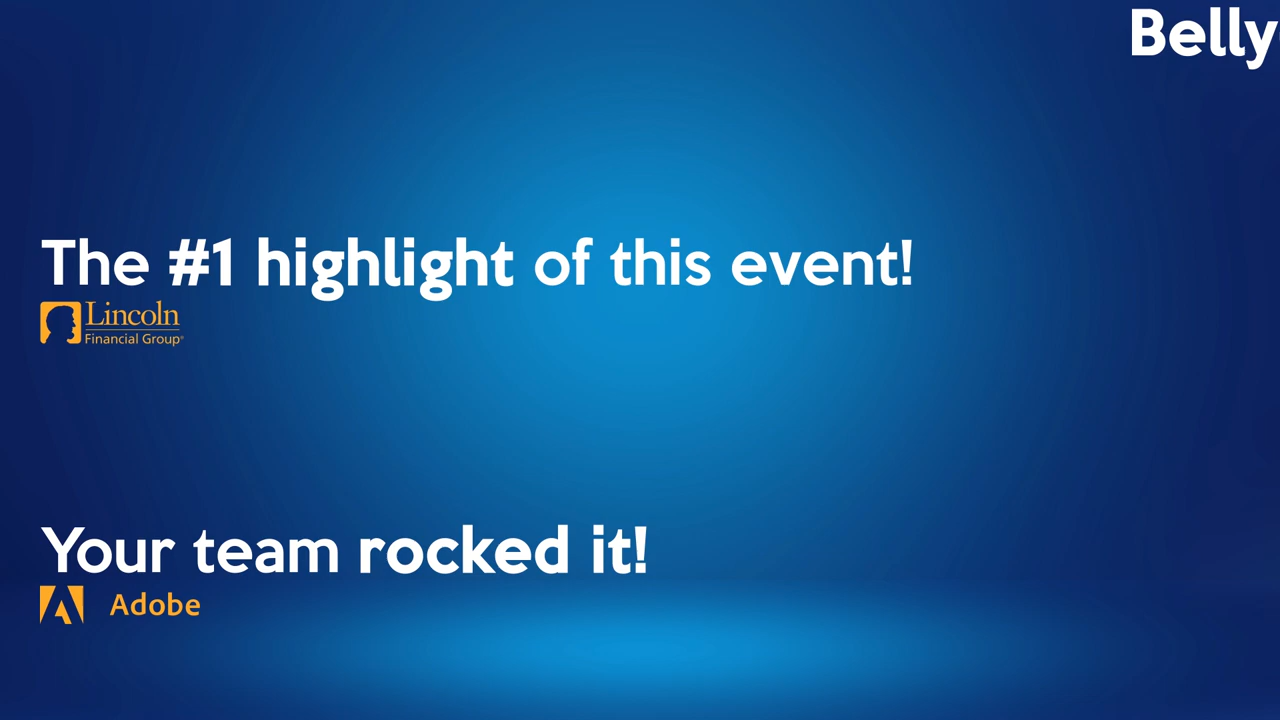 Belly
The #1 highlight of this event!
Lincoln
Financial Group®
Your team rocked it!
Adobe